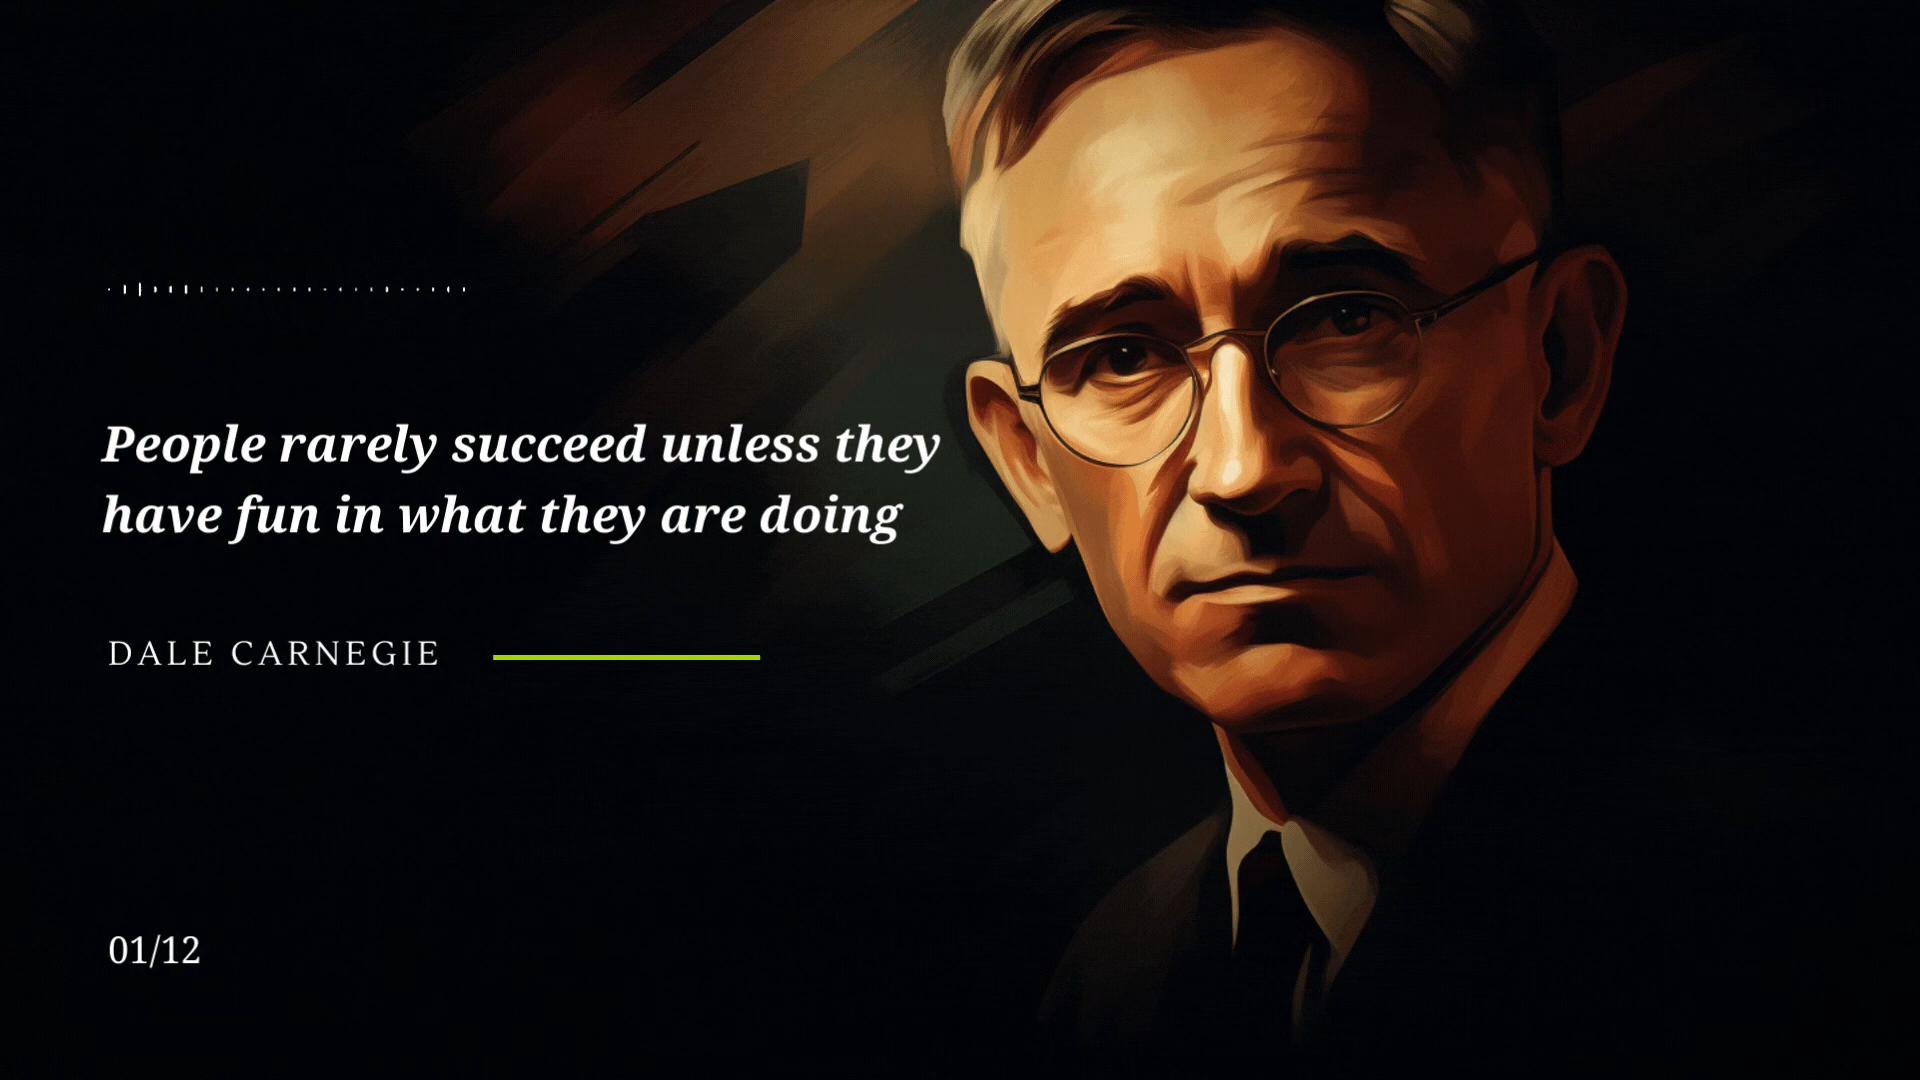 People rarely succeed unless they
have fun in what they are doing
DALE CARNEGIE
01/12